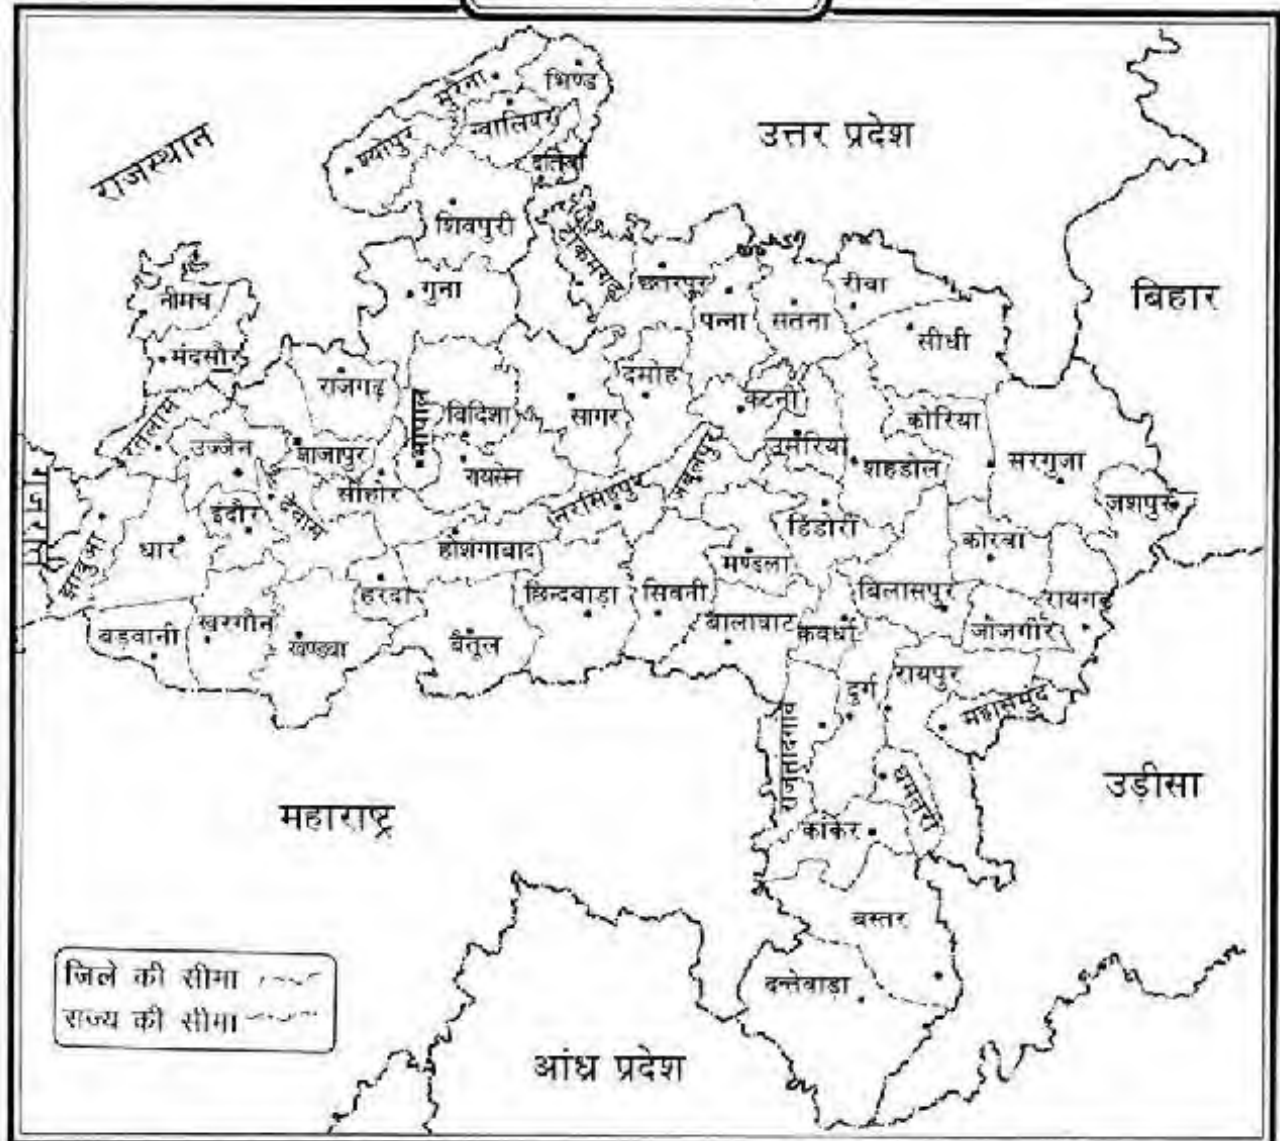 मुरैना
भिण्ड
ग्वालियर
श्योपुर
दतिया
उत्तर प्रदेश
राजस्थान
शिवपुरी
टीकमगढ़
गुना
छतरपुर
पन्ना
सतना
रीवा
सीधी
बिहार
नीमच
मंदसौर
राजगढ़
विदिशा
सागर
दमोह
कटनी
कोरिया
रतलाम
उज्जैन
शाजापुर
भोपाल
रायसेन
जबलपुर
उमरिया
शहडोल
सरगुजा
जशपुर
सीहोर
देवास
इंदौर
नरसिंहपुर
डिंडोरी
कोरबा
झाबुआ
धार
होशंगाबाद
मण्डला
हरदा
छिन्दवाड़ा
सिवनी
बालाघाट
कवर्धा
बिलासपुर
जाँजगीर
रायगढ़
बड़वानी
खरगौन
खण्डवा
बैतूल
दुर्ग
रायपुर
महासमुंद
राजनांदगांव
धमतरी
उड़ीसा
महाराष्ट्र
कांकेर
बस्तर
दन्तेवाड़ा
जिले की सीमा
राज्य की सीमा
आंध्र प्रदेश